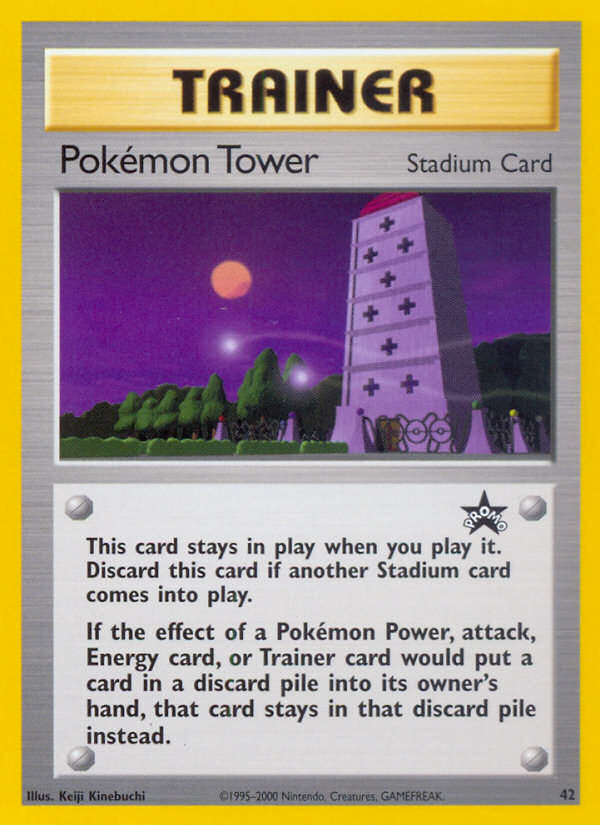 TRAINER
Pokémon Tower Stadium Card
PROMO
This card stays in play when you play it.
Discard this card if another Stadium card
comes into play.
If the effect of a Pokémon Power, attack,
Energy card, or Trainer card would put a
card in a discard pile into its owner's
hand, that card stays in that discard pile
instead.
Illus. Keiji Kinebuchi ©1995-2000 Nintendo, Creatures, GAMEFREAK. 42